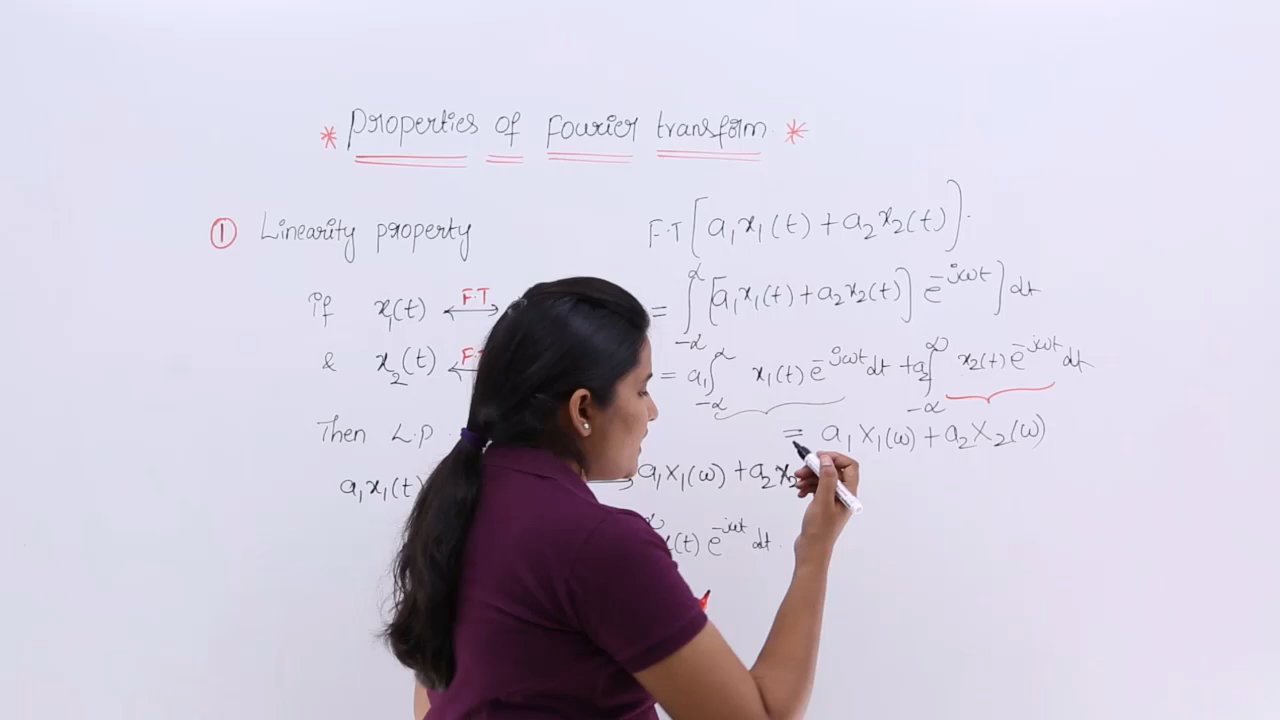 * Properties of Fourier transform *
① Linearity property
if x₁(t) ←F.T→
& x₂(t) ←F.T
Then L.P
a₁x₁(t) → a₁X₁(ω) + a₂X₂
x(t) e^-jωt dt.
F.T [a₁x₁(t) + a₂x₂(t)].
= ∫_-α^α [a₁x₁(t) + a₂x₂(t)] e^-jωt] dt
= a₁∫_-α^α x₁(t) e^-jωt dt + a₂∫_-α^∞ x₂(t) e^-jωt dt
= a₁X₁(ω) + a₂X₂(ω)